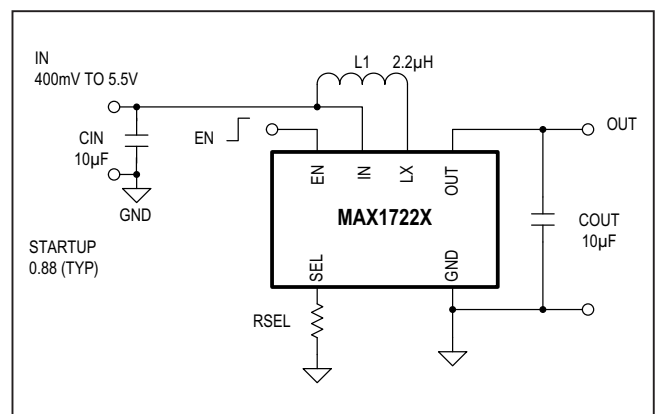 IN
400mV TO 5.5V
L1 2.2µH
CIN
10µF
EN
GND
STARTUP
0.88 (TYP)
EN
IN
LX
OUT
MAX1722X
SEL
GND
RSEL
OUT
COUT
10µF